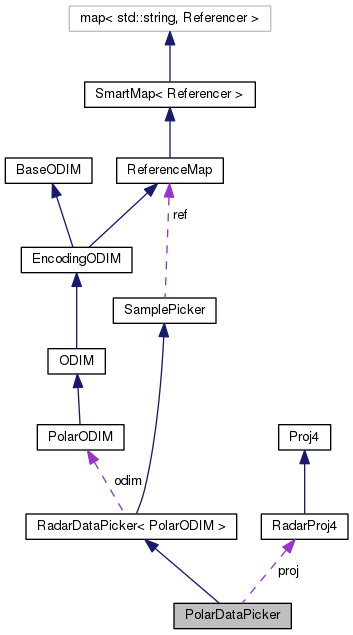 map< std::string, Referencer >
SmartMap< Referencer >
BaseODIM
ReferenceMap
ref
EncodingODIM
SamplePicker
ODIM
PolarODIM
Proj4
odim
RadarDataPicker< PolarODIM >
RadarProj4
proj
PolarDataPicker